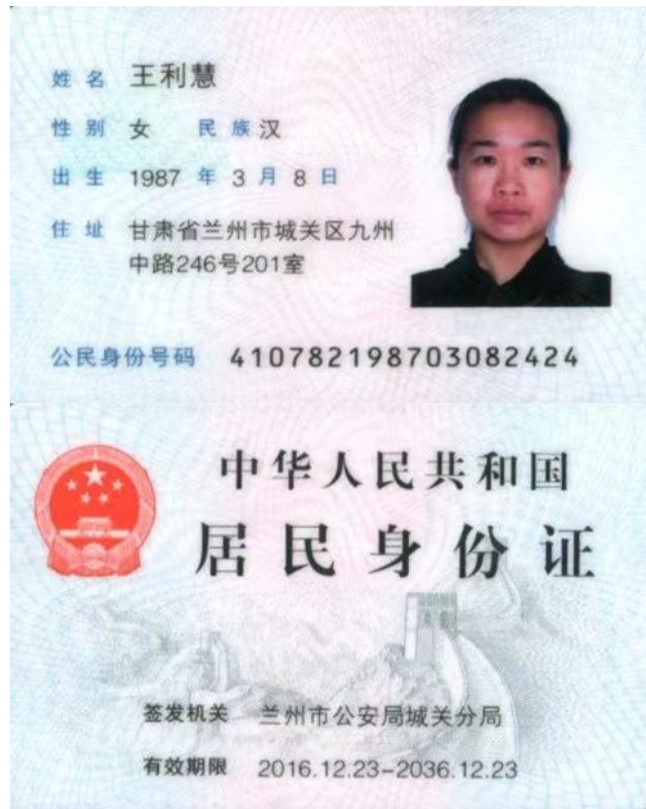 姓名 王利慧
性别 女 民族 汉
出生 1987 年 3 月 8 日
住址 甘肃省兰州市城关区九州
中路246号201室
公民身份号码 410782198703082424
中华人民共和国
居民身份证
签发机关 兰州市公安局城关分局
有效期限 2016.12.23-2036.12.23